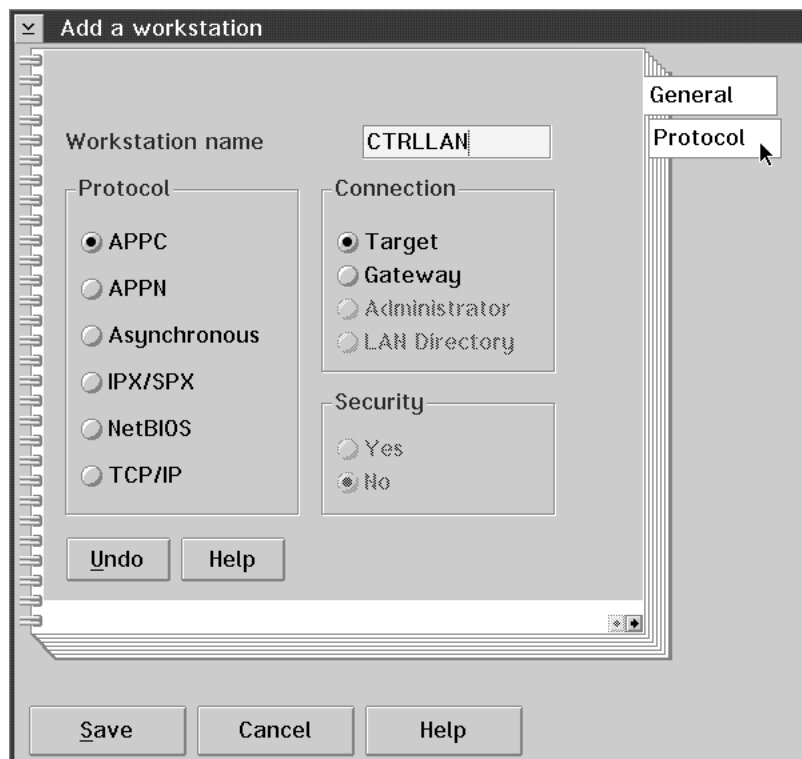 Add a workstation
General
Protocol
Workstation name CTRLLAN
Protocol
APPC
APPN
Asynchronous
IPX/SPX
NetBIOS
TCP/IP
Connection
Target
Gateway
Administrator
LAN Directory
Security
Yes
No
Undo Help
Save Cancel Help